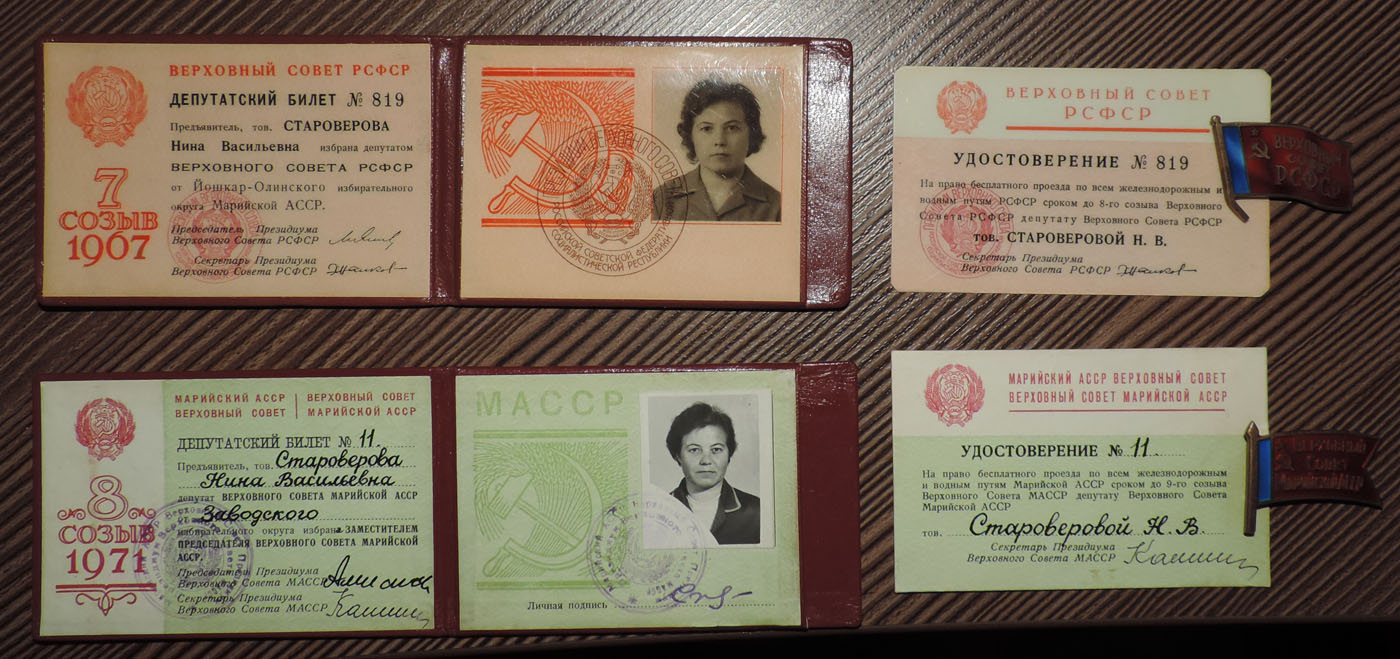 ВЕРХОВНЫЙ СОВЕТ РСФСР
ДЕПУТАТСКИЙ БИЛЕТ № 819
Предъявитель, тов. СТАРОВЕРОВА
Нина Васильевна избрана депутатом
ВЕРХОВНОГО СОВЕТА РСФСР
от Йошкар-Олинского избирательного
округа Марийской АССР.
Председатель Президиума
Верховного Совета РСФСР
Секретарь Президиума
Верховного Совета РСФСР
7
СОЗЫВ
1967
ВЕРХОВНЫЙ СОВЕТ
РСФСР
УДОСТОВЕРЕНИЕ № 819
На право бесплатного проезда по всем железнодорожным и
водным путям РСФСР сроком до 8-го созыва Верховного
Совета РСФСР депутату Верховного Совета РСФСР
тов. СТАРОВЕРОВОЙ Н. В.
Секретарь Президиума
Верховного Совета РСФСР
ВЕРХОВНЫЙ
СОВЕТ
РСФСР
МАРИЙСКИЙ АССР ВЕРХОВНЫЙ СОВЕТ
ВЕРХОВНЫЙ СОВЕТ МАРИЙСКОЙ АССР
ДЕПУТАТСКИЙ БИЛЕТ № 11
Предъявитель, тов. Староверова
Нина Васильевна
депутат ВЕРХОВНОГО СОВЕТА МАРИЙСКОЙ АССР
Заводского
избирательного округа избрана ЗАМЕСТИТЕЛЕМ
ПРЕДСЕДАТЕЛЯ ВЕРХОВНОГО СОВЕТА МАРИЙСКОЙ
АССР.
Председатель Президиума
Верховного Совета МАССР
Секретарь Президиума
Верховного Совета МАССР
8
СОЗЫВ
1971
МАССР
Личная подпись
МАРИЙСКИЙ АССР ВЕРХОВНЫЙ СОВЕТ
ВЕРХОВНЫЙ СОВЕТ МАРИЙСКОЙ АССР
УДОСТОВЕРЕНИЕ № 11
На право бесплатного проезда по всем железнодорожным
и водным путям Марийской АССР сроком до 9-го созыва
Верховного Совета МАССР депутату Верховного Совета
Марийской АССР
тов. Староверовой Н. В.
Секретарь Президиума
Верховного Совета МАССР
ВЕРХОВНЫЙ
СОВЕТ
МАРИЙСКОЙ АССР